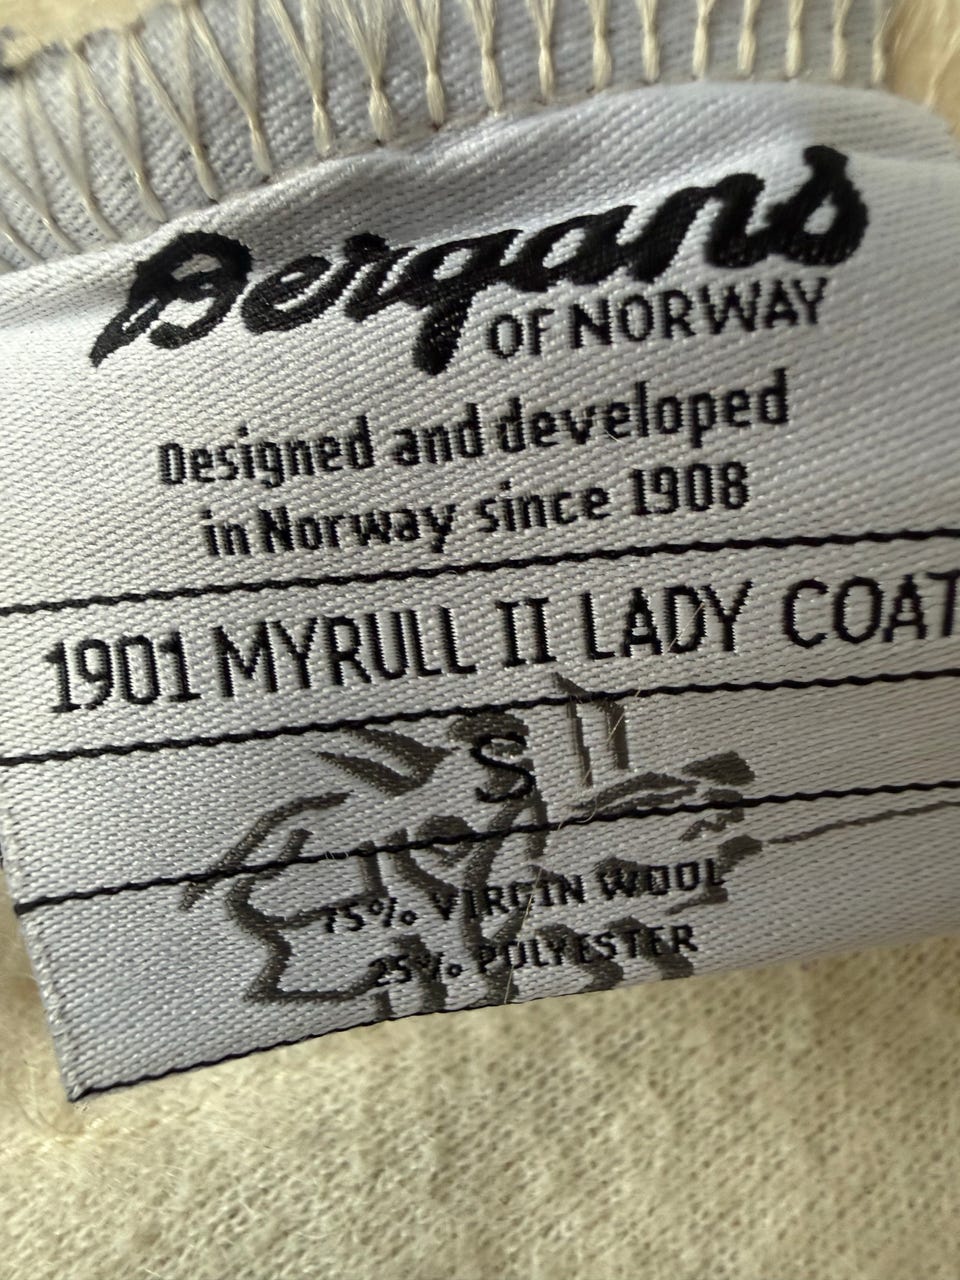 Bergans
OF NORWAY
Designed and developed
in Norway since 1908
1901 MYRULL II LADY COAT
S
75% VIRGIN WOOL
25% POLYESTER